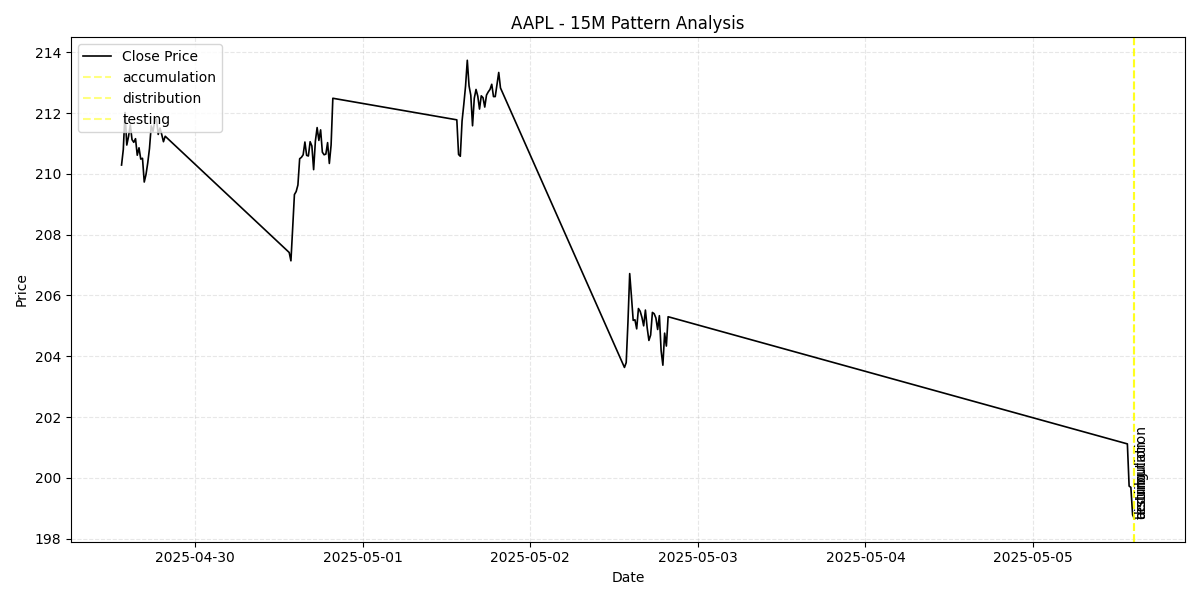 AAPL - 15M Pattern Analysis
Close Price
accumulation
distribution
testing
Price
214
212
210
208
206
204
202
200
198
2025-04-30
2025-05-01
2025-05-02
2025-05-03
2025-05-04
2025-05-05
Date